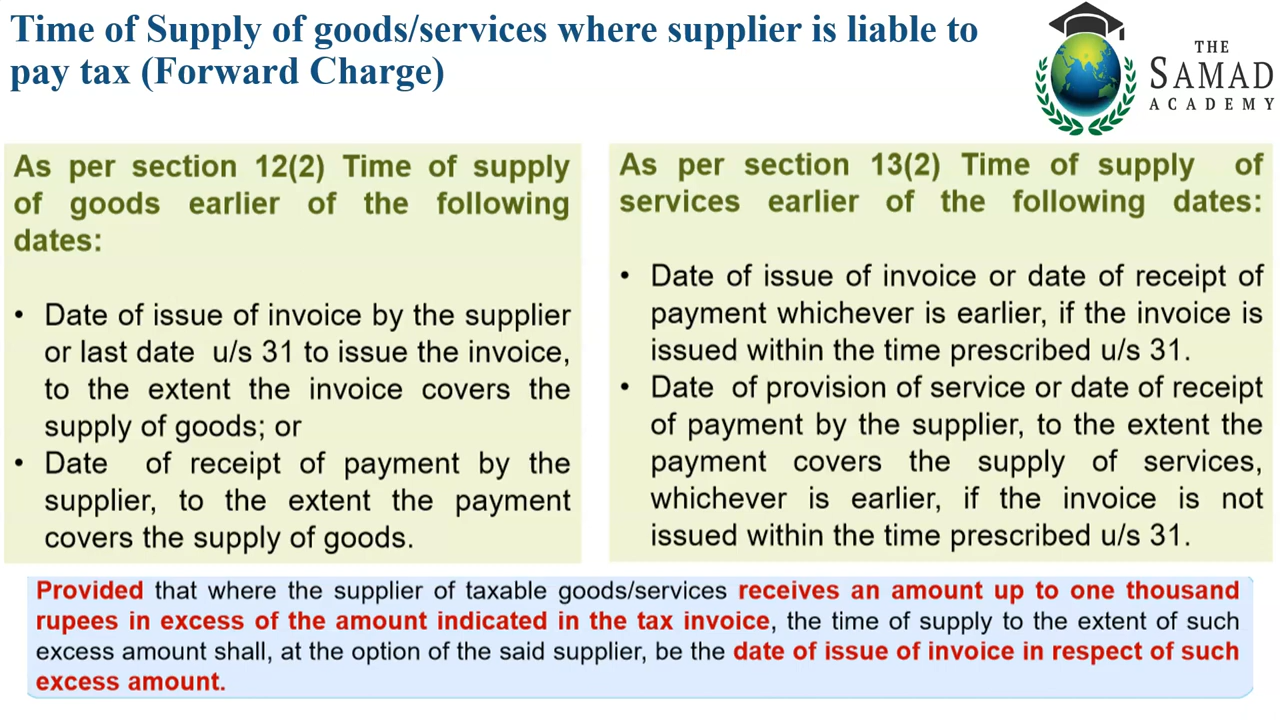 Time of Supply of goods/services where supplier is liable to
pay tax (Forward Charge)
THE
SAMAD
ACADEMY
As per section 12(2) Time of supply
of goods earlier of the following
dates:
• Date of issue of invoice by the supplier
or last date u/s 31 to issue the invoice,
to the extent the invoice covers the
supply of goods; or
• Date of receipt of payment by the
supplier, to the extent the payment
covers the supply of goods.
As per section 13(2) Time of supply of
services earlier of the following dates:
• Date of issue of invoice or date of receipt of
payment whichever is earlier, if the invoice is
issued within the time prescribed u/s 31.
• Date of provision of service or date of receipt
of payment by the supplier, to the extent the
payment covers the supply of services,
whichever is earlier, if the invoice is not
issued within the time prescribed u/s 31.
Provided that where the supplier of taxable goods/services receives an amount up to one thousand
rupees in excess of the amount indicated in the tax invoice, the time of supply to the extent of such
excess amount shall, at the option of the said supplier, be the date of issue of invoice in respect of such
excess amount.